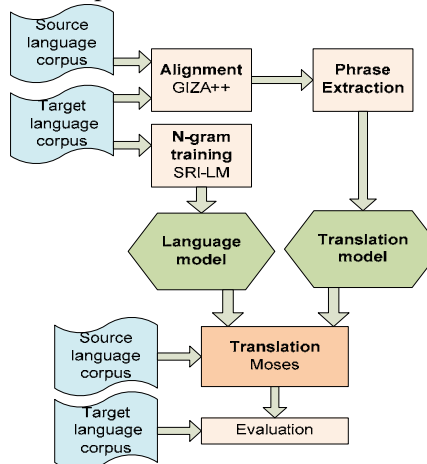 Source
language
corpus
Alignment
GIZA++
Phrase
Extraction
Target
language
corpus
N-gram
training
SRI-LM
Language
model
Translation
model
Source
language
corpus
Translation
Moses
Target
language
corpus
Evaluation